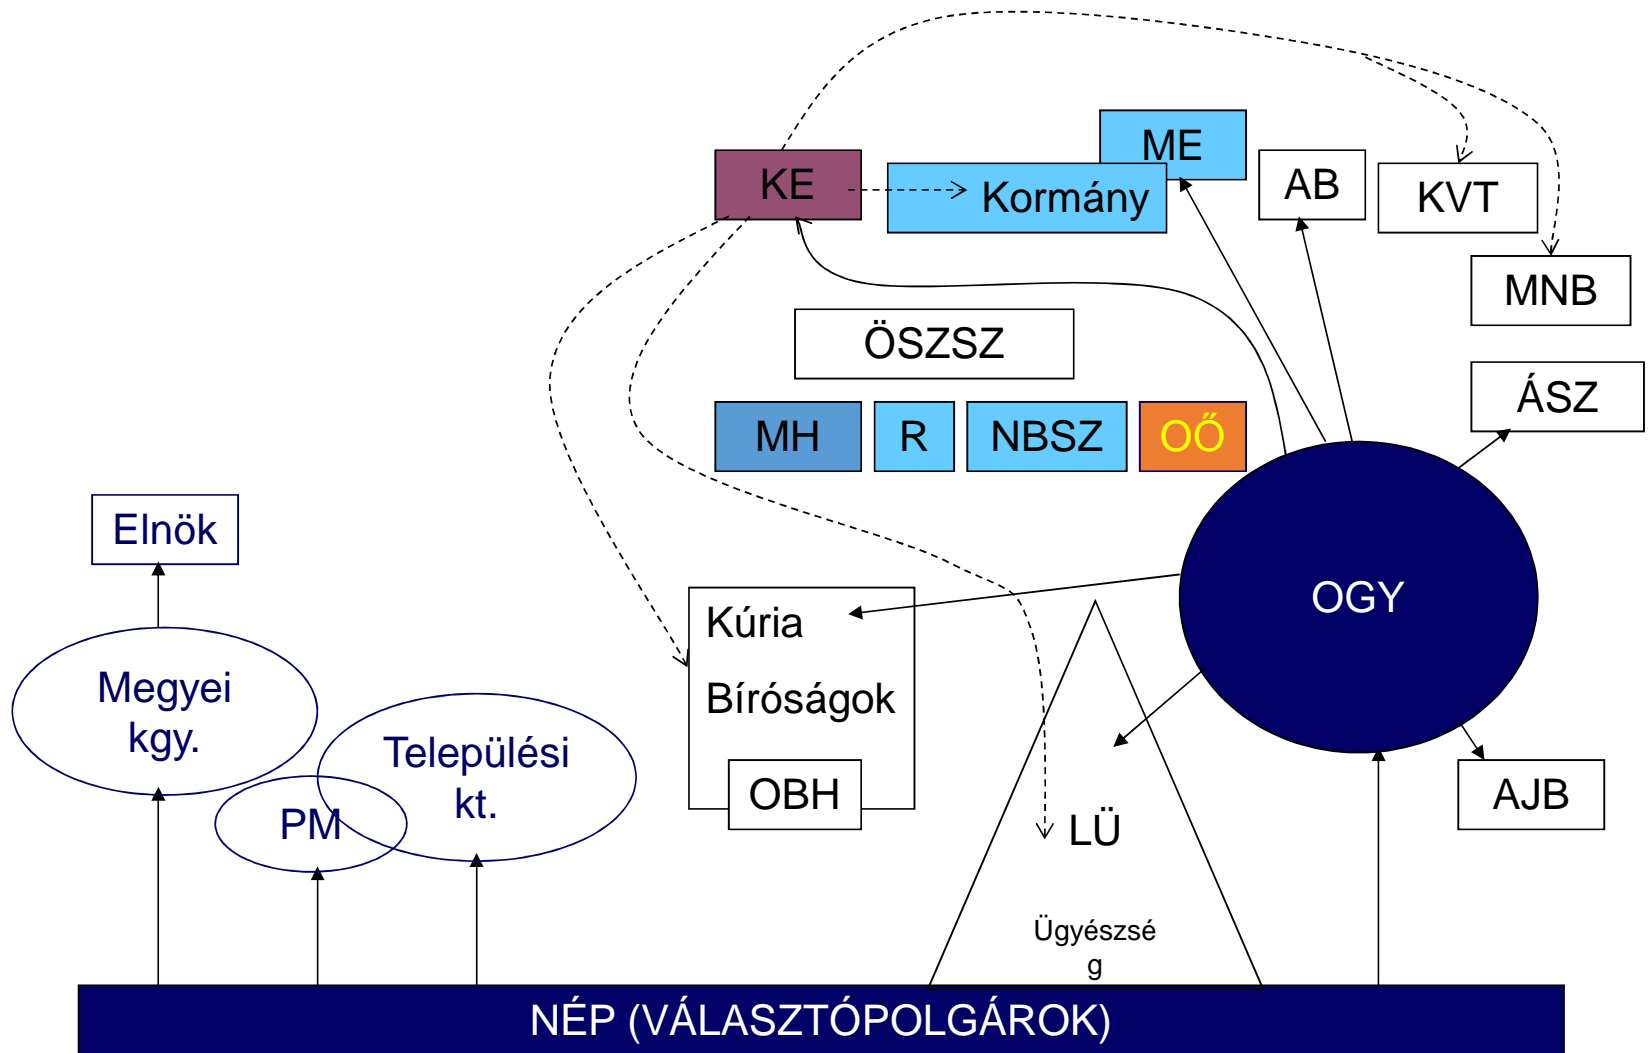 ME
KE
Kormány
AB
KVT
MNB
ÖSZSZ
ÁSZ
MH
R
NBSZ
OŐ
Elnök
OGY
Kúria
Megyei
kgy.
Bíróságok
Települési
kt.
OBH
AJB
PM
LÜ
Ügyészsé
g
NÉP (VÁLASZTÓPOLGÁROK)